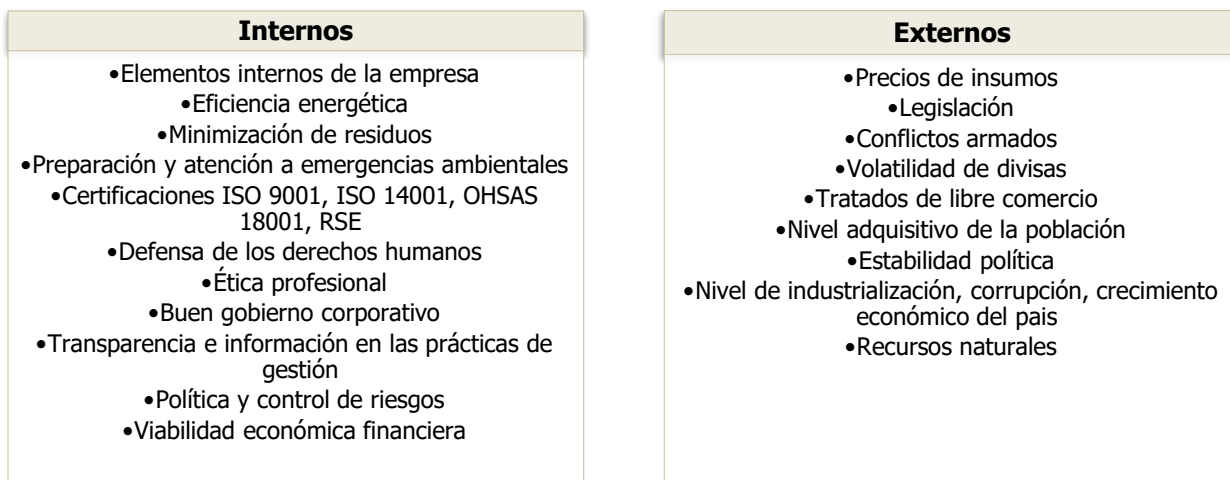 Internos
•Elementos internos de la empresa
•Eficiencia energética
•Minimización de residuos
•Preparación y atención a emergencias ambientales
•Certificaciones ISO 9001, ISO 14001, OHSAS
18001, RSE
•Defensa de los derechos humanos
•Ética profesional
•Buen gobierno corporativo
•Transparencia e información en las prácticas de
gestión
•Política y control de riesgos
•Viabilidad económica financiera
Externos
•Precios de insumos
•Legislación
•Conflictos armados
•Volatilidad de divisas
•Tratados de libre comercio
•Nivel adquisitivo de la población
•Estabilidad política
•Nivel de industrialización, corrupción, crecimiento
económico del pais
•Recursos naturales